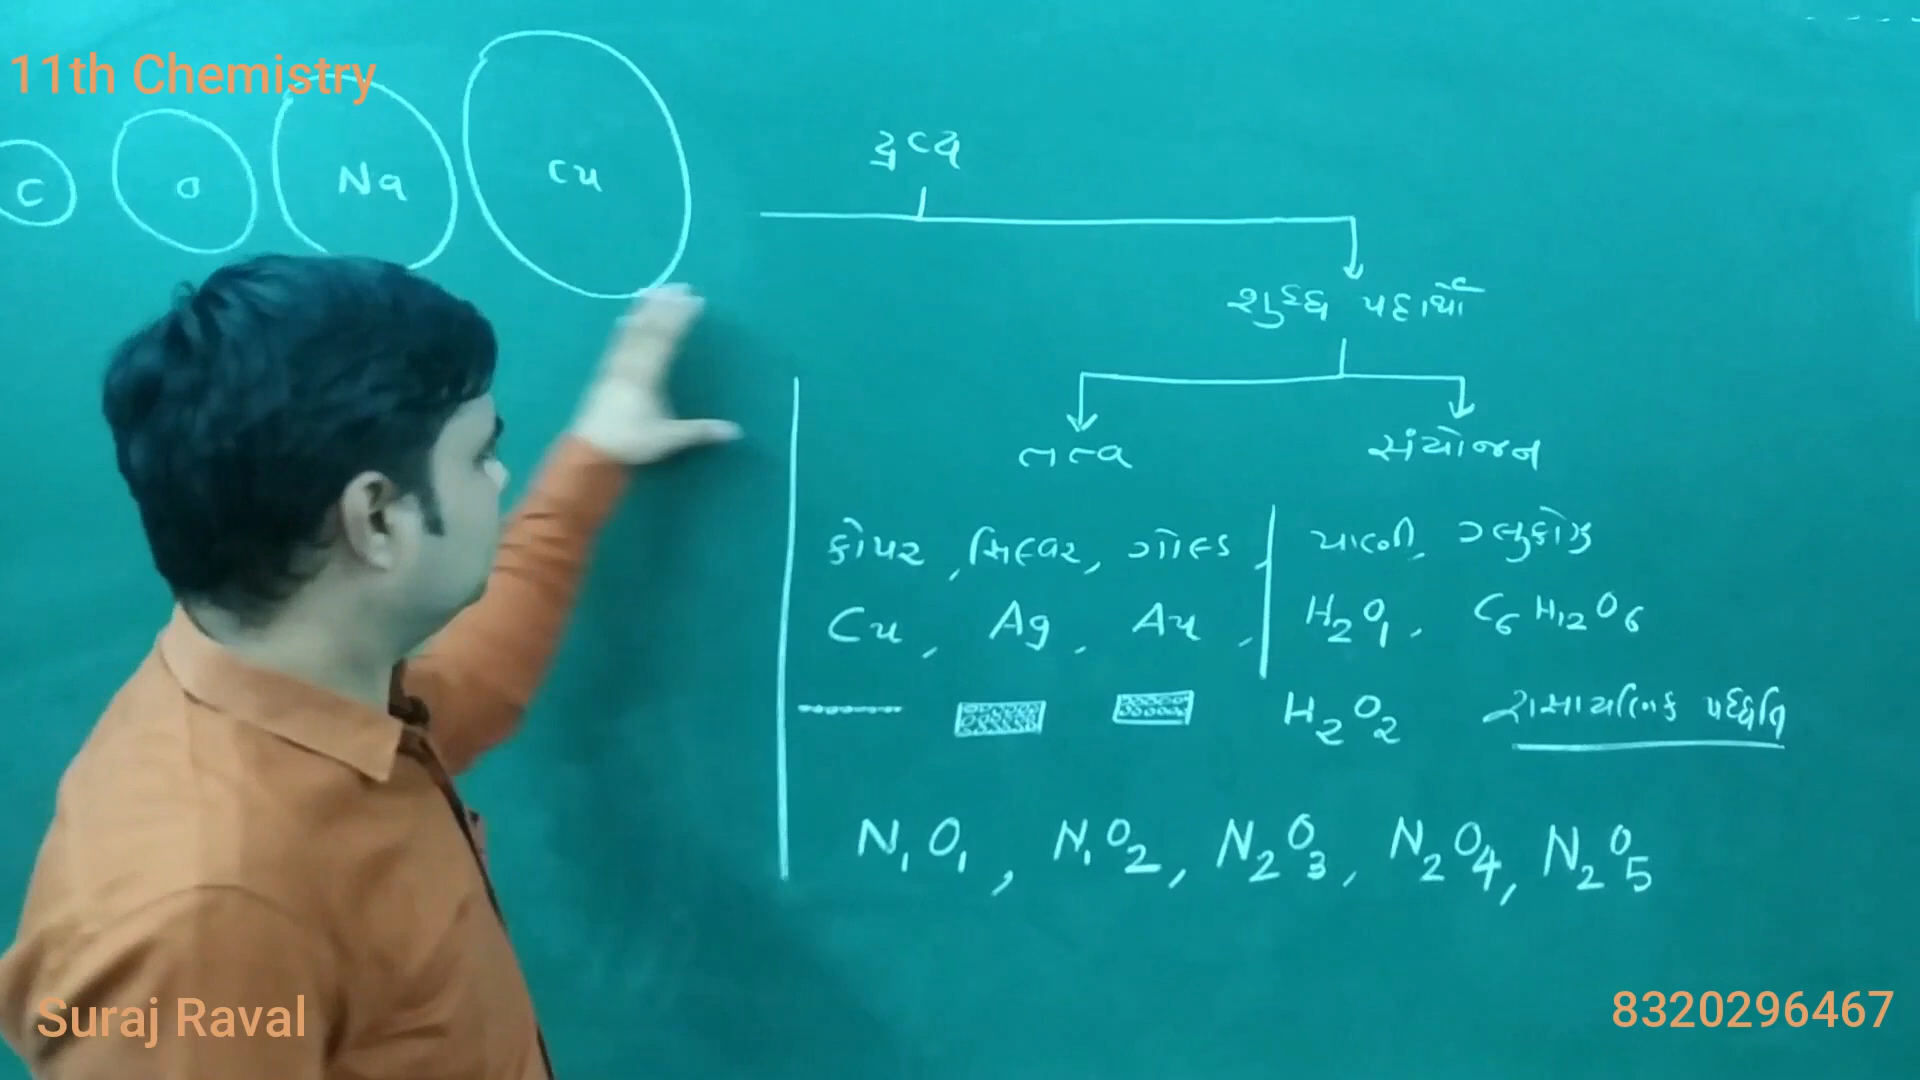 11th Chemistry
C O Na Cu
દ્રવ્ય
શુદ્ધ પદાર્થો
તત્વ સંયોજન
કોપર, સિલ્વર, ગોલ્ડ, પાણી, ગ્લુકોઝ
Cu, Ag, Au, H₂O₁, C₆H₁₂O₆
H₂O₂ રાસાયણિક પદ્ધતિ
N₁O₁, N₁O₂, N₂O₃, N₂O₄, N₂O₅
Suraj Raval
8320296467